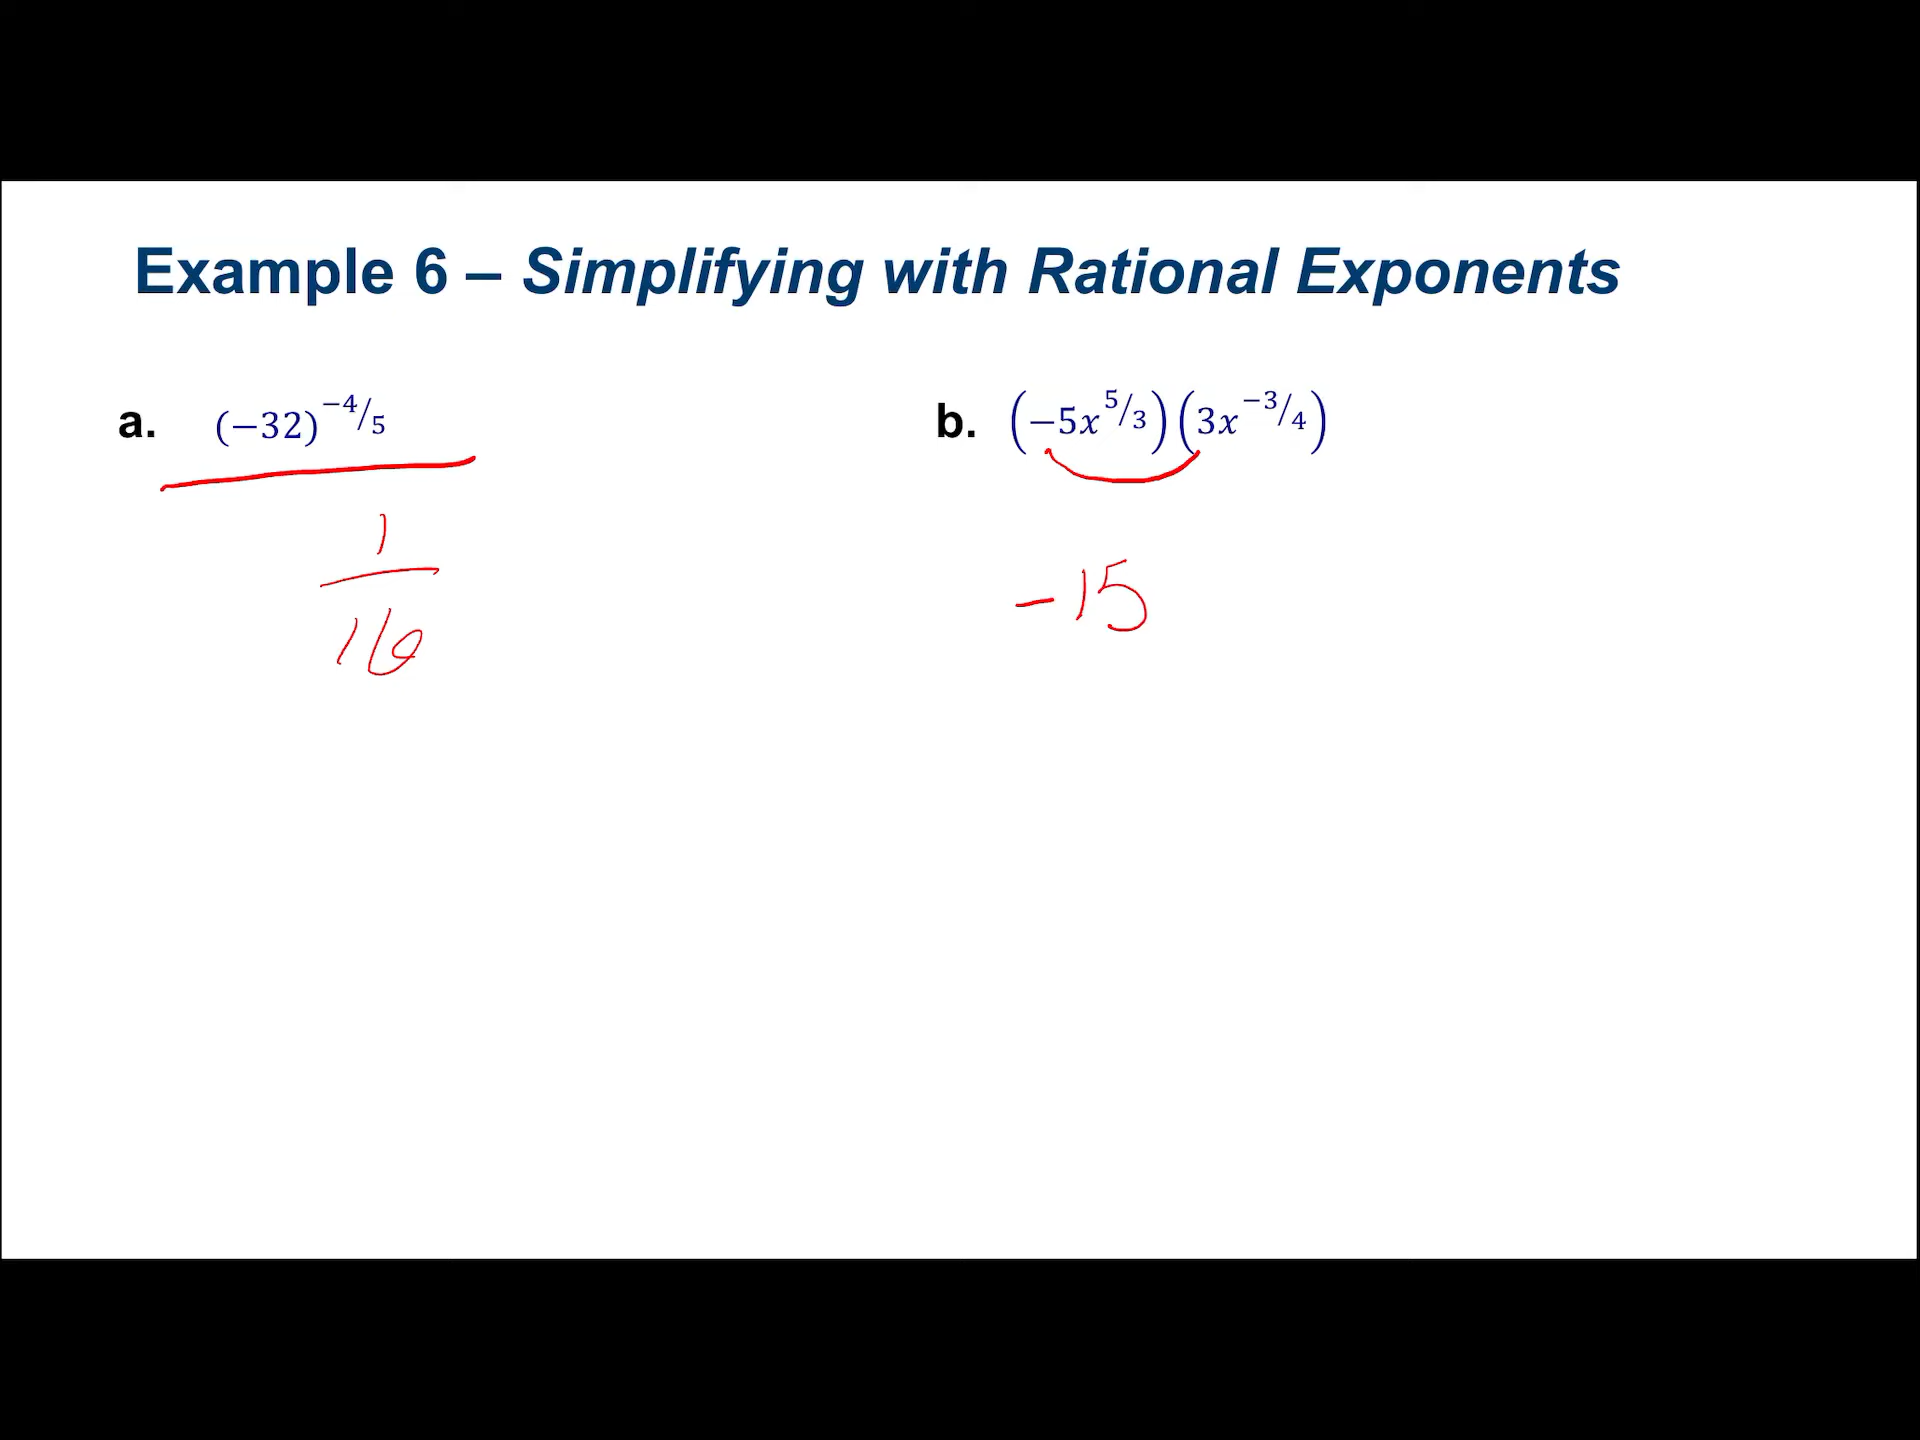 Example 6 – Simplifying with Rational Exponents
a. (−32)^{−4/5}
b. (−5x^{5/3})(3x^{−3/4})
1
16
−15